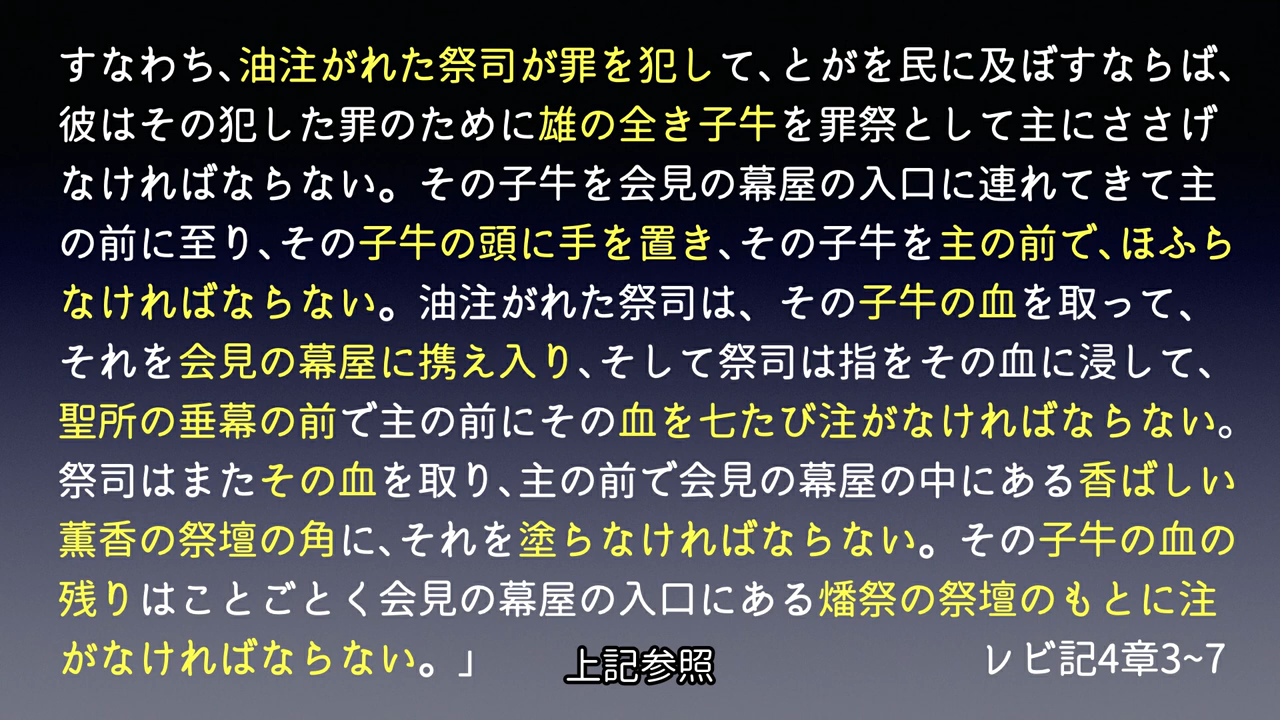 すなわち、油注がれた祭司が罪を犯して、とがを民に及ぼすならば、
彼はその犯した罪のために雄の全き子牛を罪祭として主にささげ
なければならない。その子牛を会見の幕屋の入口に連れてきて主
の前に至り、その子牛の頭に手を置き、その子牛を主の前で、ほふら
なければならない。油注がれた祭司は、その子牛の血を取って、
それを会見の幕屋に携え入り、そして祭司は指をその血に浸して、
聖所の垂幕の前で主の前にその血を七たび注がなければならない。
祭司はまたその血を取り、主の前で会見の幕屋の中にある香ばしい
薫香の祭壇の角に、それを塗らなければならない。その子牛の血の
残りはことごとく会見の幕屋の入口にある燔祭の祭壇のもとに注
がなければならない。」
上記参照
レビ記4章3~7